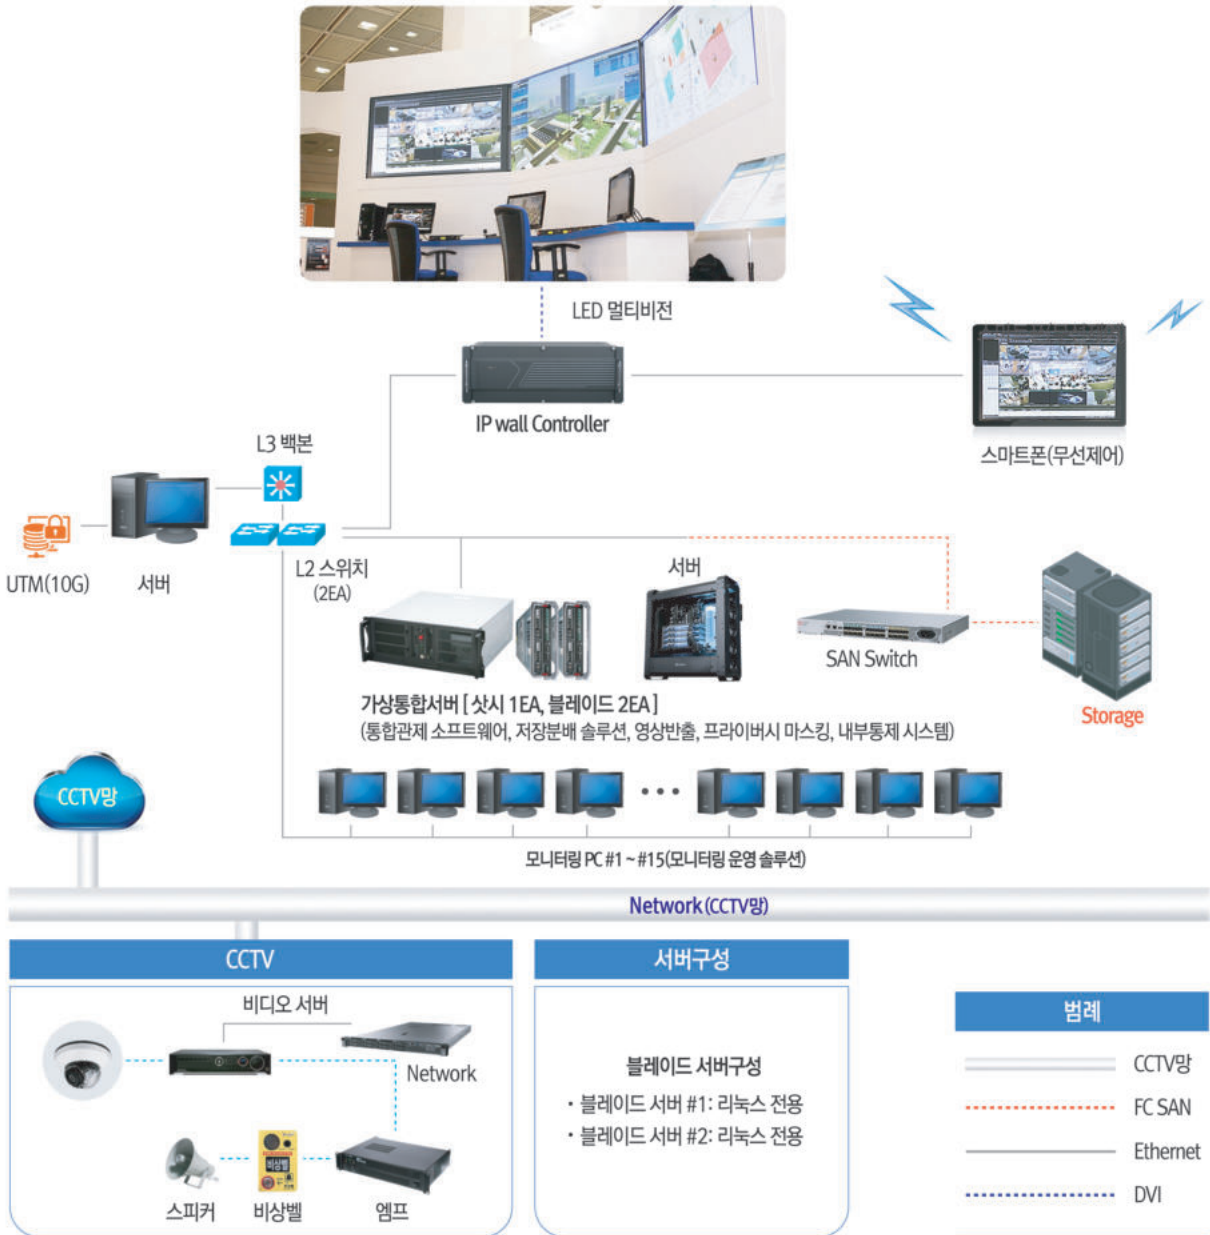 LED 멀티비전
IP wall Controller
스마트폰(무선제어)
L3 백본
UTM(10G)
서버
L2 스위치
(2EA)
서버
SAN Switch
Storage
가상통합서버 [ 삿시 1EA, 블레이드 2EA ]
(통합관제 소프트웨어, 저장분배 솔루션, 영상반출, 프라이버시 마스킹, 내부통제 시스템)
CCTV망
모니터링 PC #1 ~ #15(모니터링 운영 솔루션)
Network (CCTV망)
CCTV
비디오 서버
Network
스피커
비상벨
비상벨
엠프
서버구성
블레이드 서버구성
· 블레이드 서버 #1: 리눅스 전용
· 블레이드 서버 #2: 리눅스 전용
범례
CCTV망
FC SAN
Ethernet
DVI